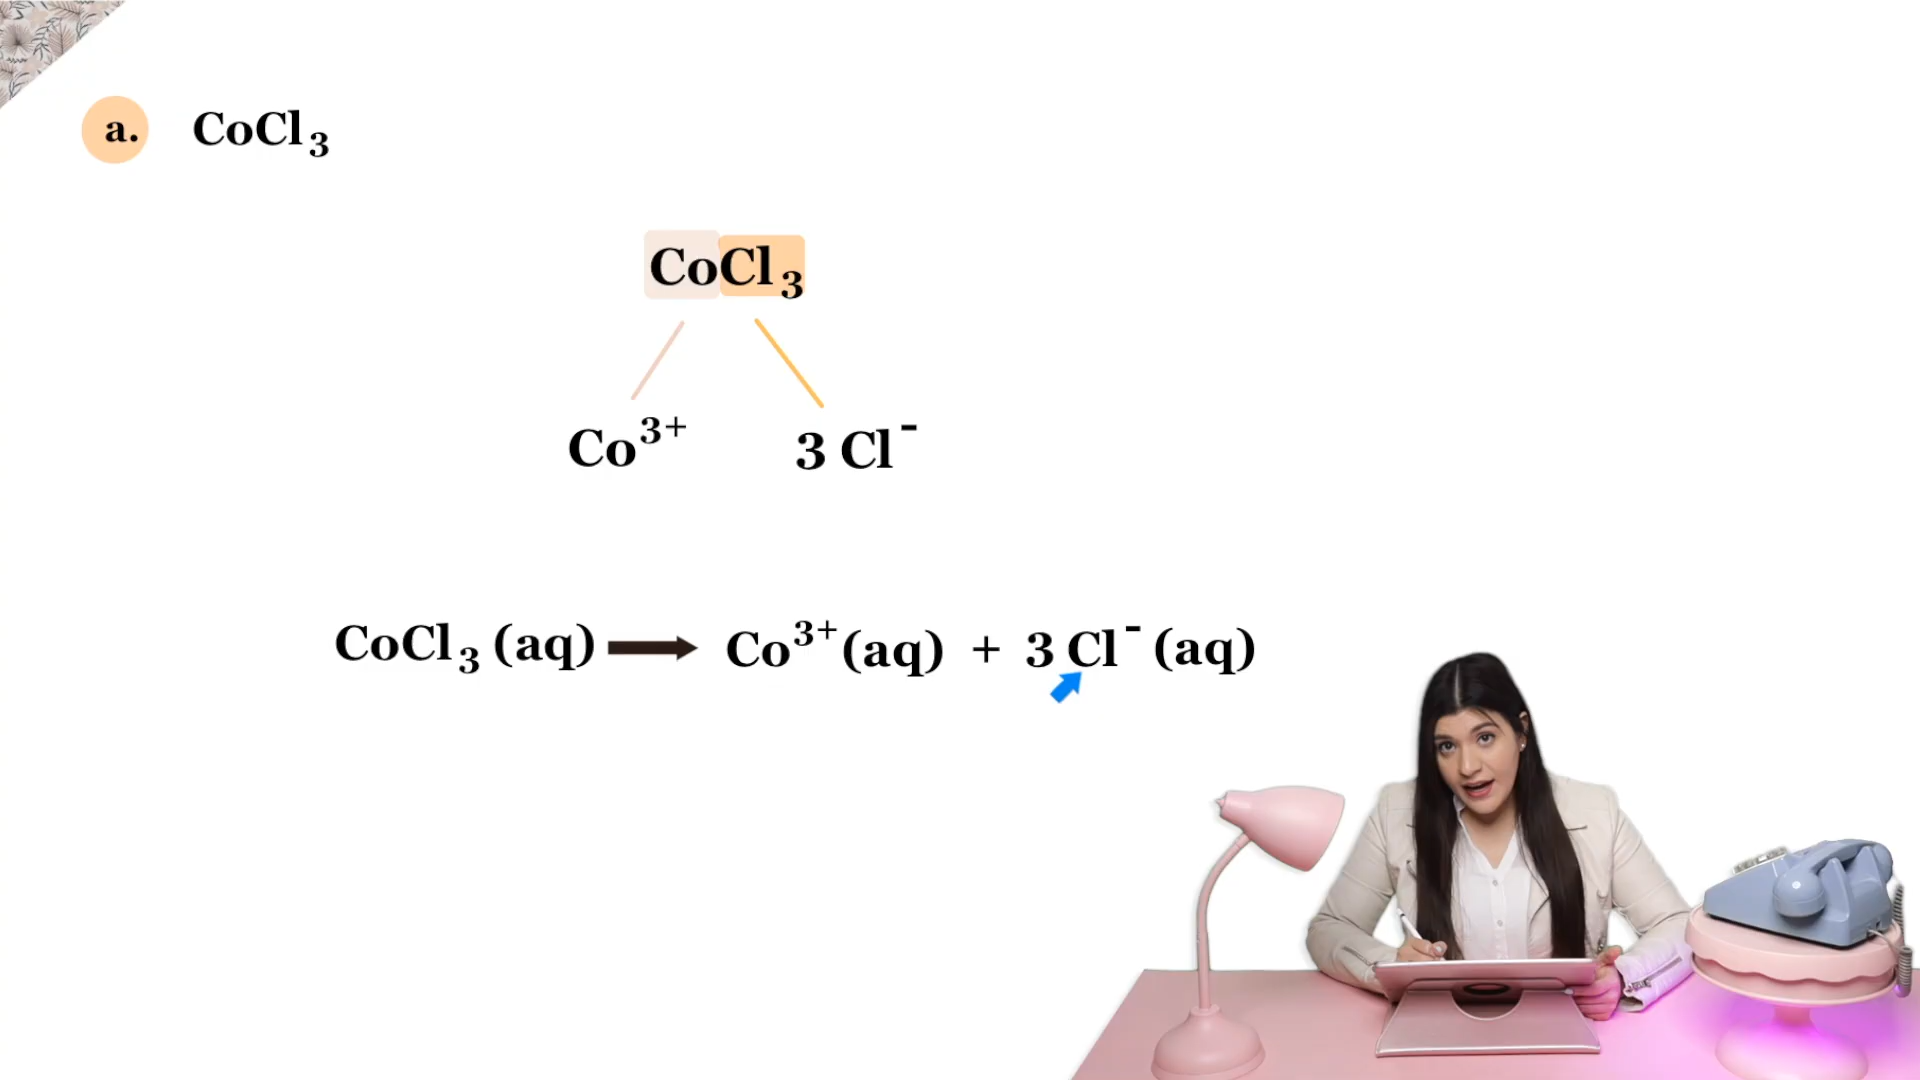 a. CoCl₃
CoCl₃
Co³⁺ 3 Cl⁻
CoCl₃ (aq) → Co³⁺(aq) + 3 Cl⁻ (aq)